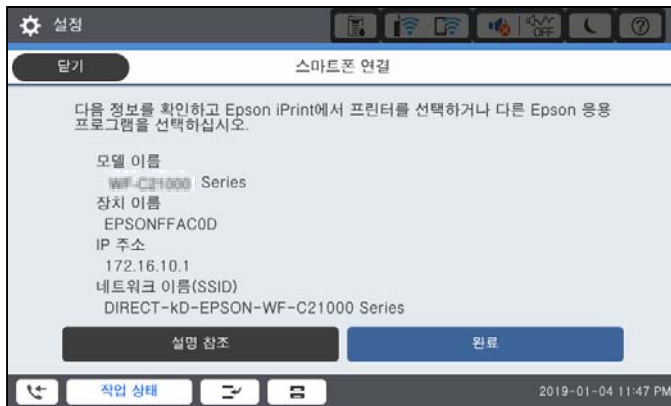 설정
OFF
닫기
스마트폰 연결
다음 정보를 확인하고 Epson iPrint에서 프린터를 선택하거나 다른 Epson 응용
프로그램을 선택하십시오.
모델 이름
Series
장치 이름
EPSONFFAC0D
IP 주소
172.16.10.1
네트워크 이름(SSID)
DIRECT-kD-EPSON-WF-C21000 Series
설명 참조
완료
작업 상태
2019-01-04 11:47 PM